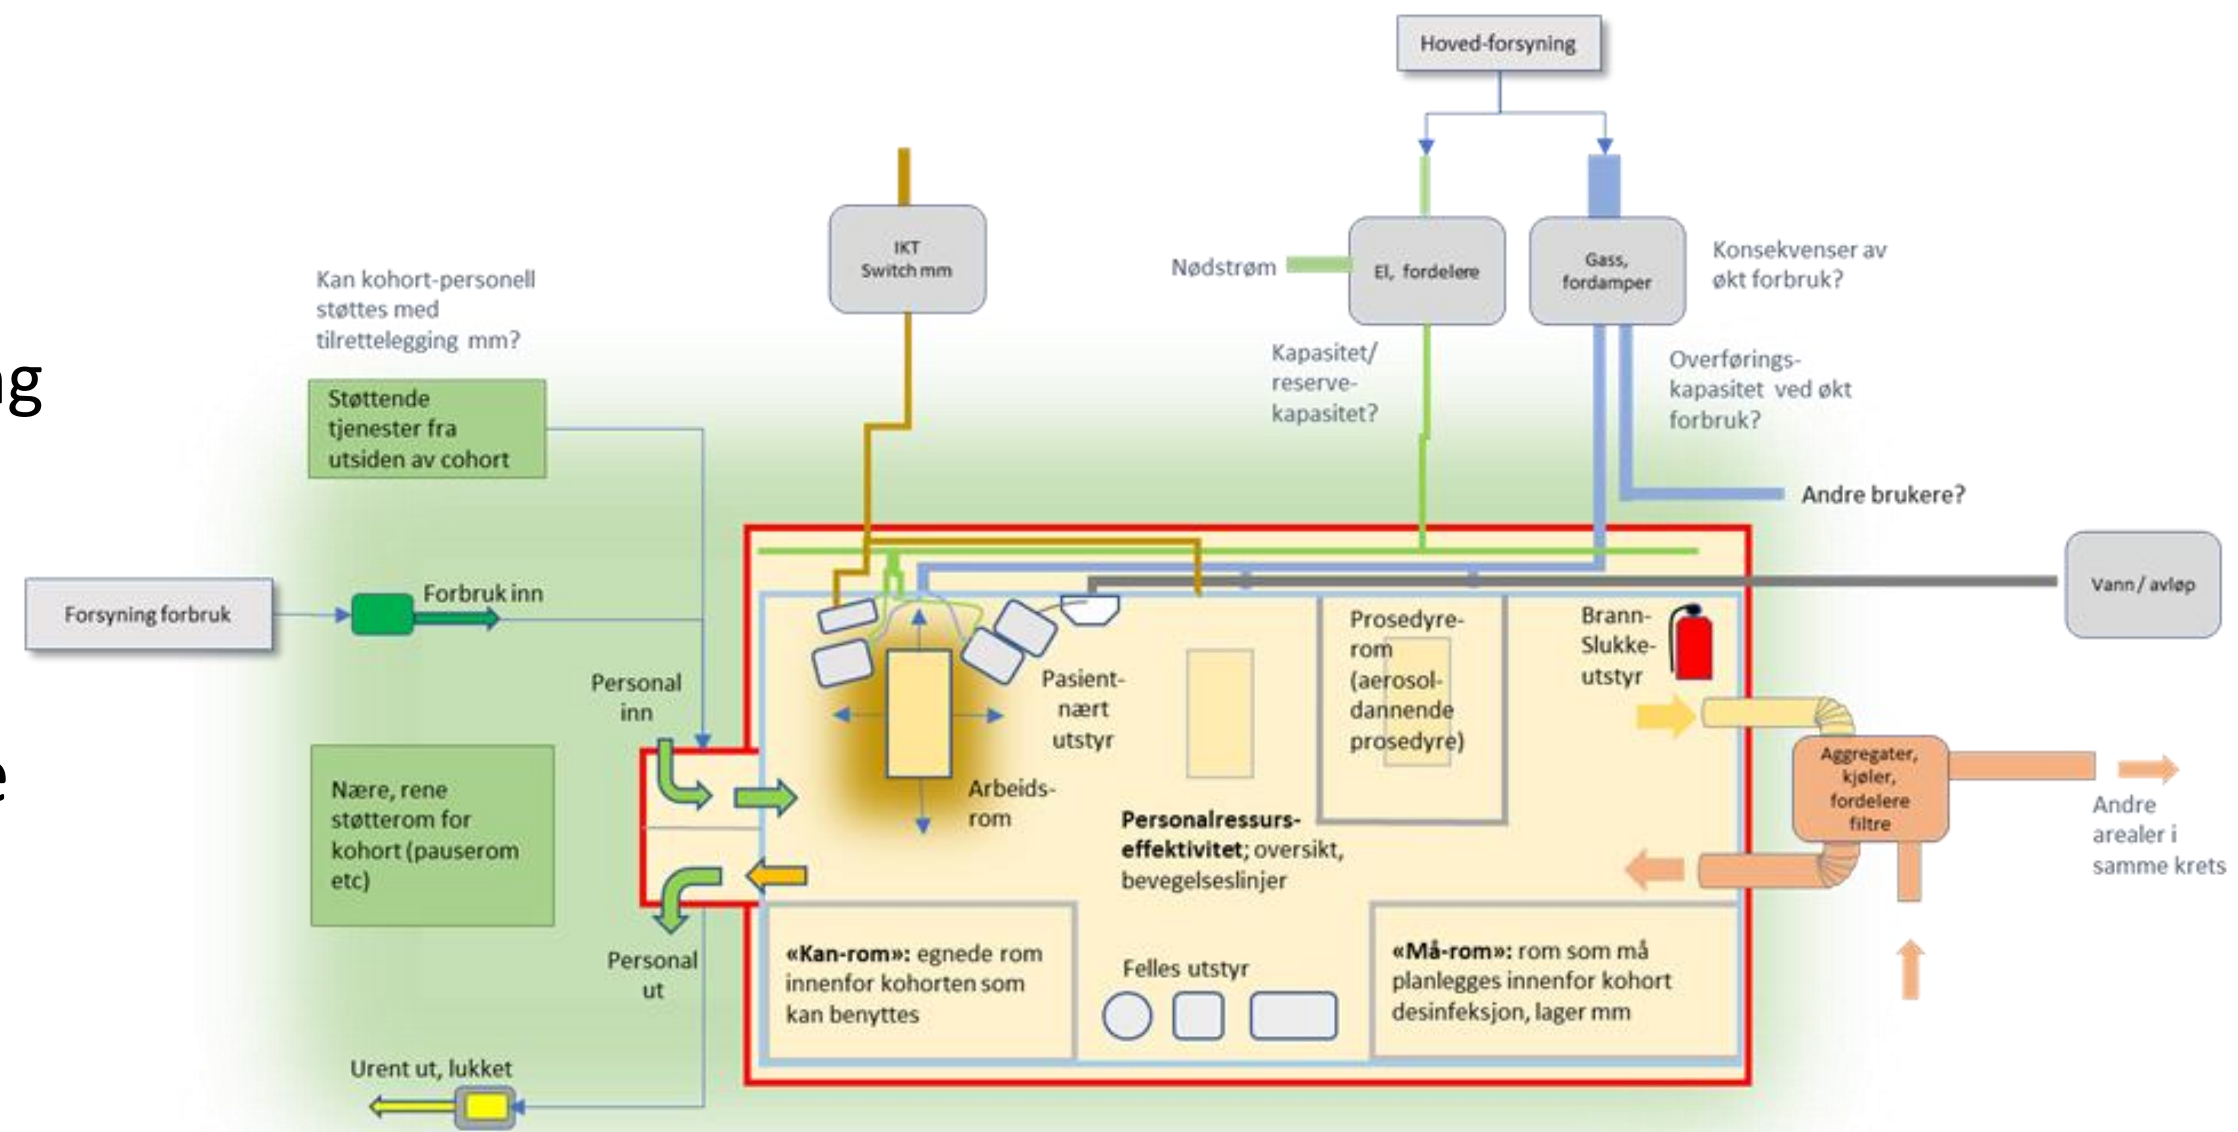 Hoved-forsyning
IKT
Switch mm
Nødstrøm
El, fordelere
Gass,
fordamper
Konsekvenser av
økt forbruk?
Kan kohort-personell
støttes med
tilrettelegging mm?
Kapasitet/
reserve-
kapasitet?
Overførings-
kapasitet ved økt
forbruk?
ng
Støttende
tjenester fra
utsiden av cohort
Andre brukere?
Forsyning forbruk
Forbruk inn
Vann / avløp
Personal
inn
Pasient-
nært
utstyr
Prosedyre-
rom
(aerosol-
dannende
prosedyre)
Brann-
Slukke-
utstyr
e
Nære, rene
støtterom for
kohort (pauserom
etc)
Arbeids-
rom
Personalressurs-
effektivitet; oversikt,
bevegelseslinjer
Aggregater,
kjøler,
fordelere
filtre
Andre
arealer i
samme krets
Personal
ut
«Kan-rom»: egnede rom
innenfor kohorten som
kan benyttes
Felles utstyr
«Må-rom»: rom som må
planlegges innenfor kohort
desinfeksjon, lager mm
Urent ut, lukket